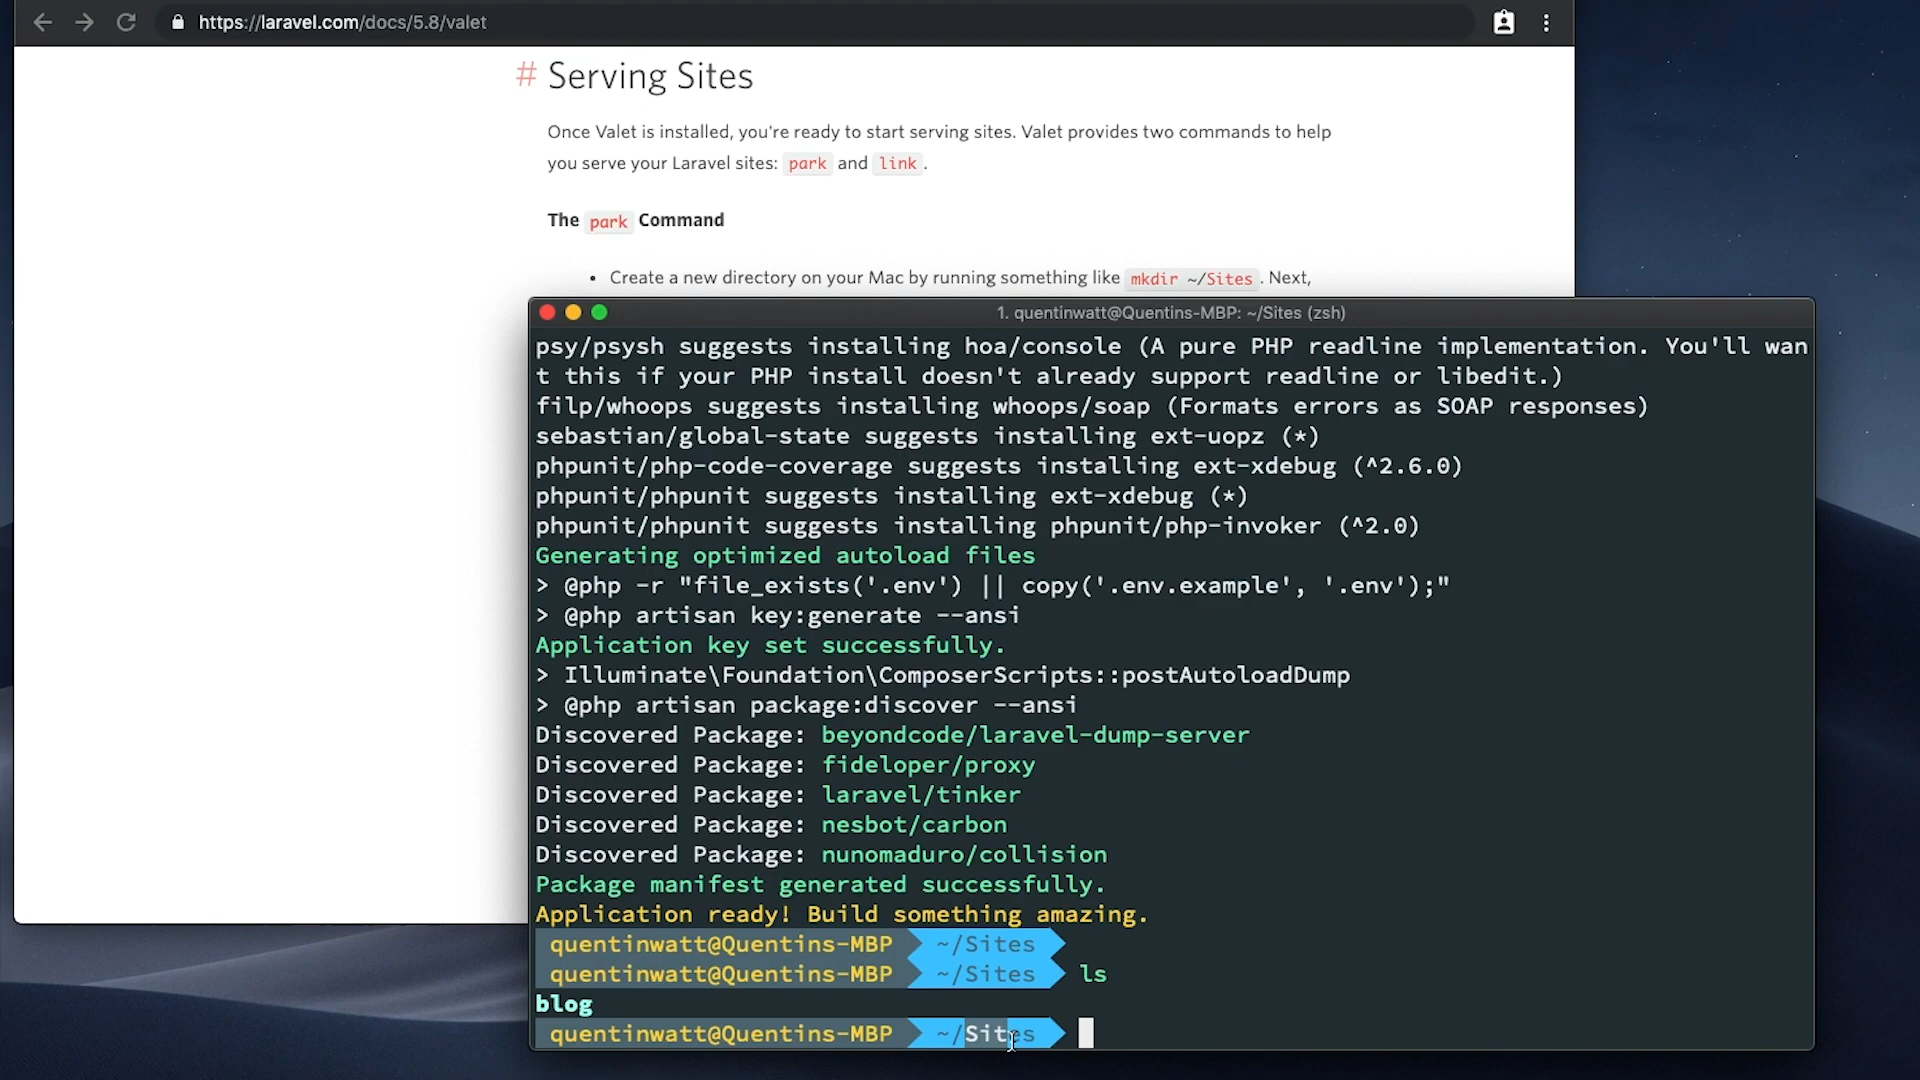 https://laravel.com/docs/5.8/valet
# Serving Sites
Once Valet is installed, you're ready to start serving sites. Valet provides two commands to help
you serve your Laravel sites: park and link.
The park Command
• Create a new directory on your Mac by running something like mkdir ~/Sites. Next,
1. quentinwatt@Quentins-MBP: ~/Sites (zsh)
psy/psysh suggests installing hoa/console (A pure PHP readline implementation. You'll wan
t this if your PHP install doesn't already support readline or libedit.)
filp/whoops suggests installing whoops/soap (Formats errors as SOAP responses)
sebastian/global-state suggests installing ext-uopz (*)
phpunit/php-code-coverage suggests installing ext-xdebug (^2.6.0)
phpunit/phpunit suggests installing ext-xdebug (*)
phpunit/phpunit suggests installing phpunit/php-invoker (^2.0)
Generating optimized autoload files
> @php -r "file_exists('.env') || copy('.env.example', '.env');"
> @php artisan key:generate --ansi
Application key set successfully.
> Illuminate\Foundation\ComposerScripts::postAutoloadDump
> @php artisan package:discover --ansi
Discovered Package: beyondcode/laravel-dump-server
Discovered Package: fideloper/proxy
Discovered Package: laravel/tinker
Discovered Package: nesbot/carbon
Discovered Package: nunomaduro/collision
Package manifest generated successfully.
Application ready! Build something amazing.
quentinwatt@Quentins-MBP ~/Sites
quentinwatt@Quentins-MBP ~/Sites ls
blog
quentinwatt@Quentins-MBP ~/Sites